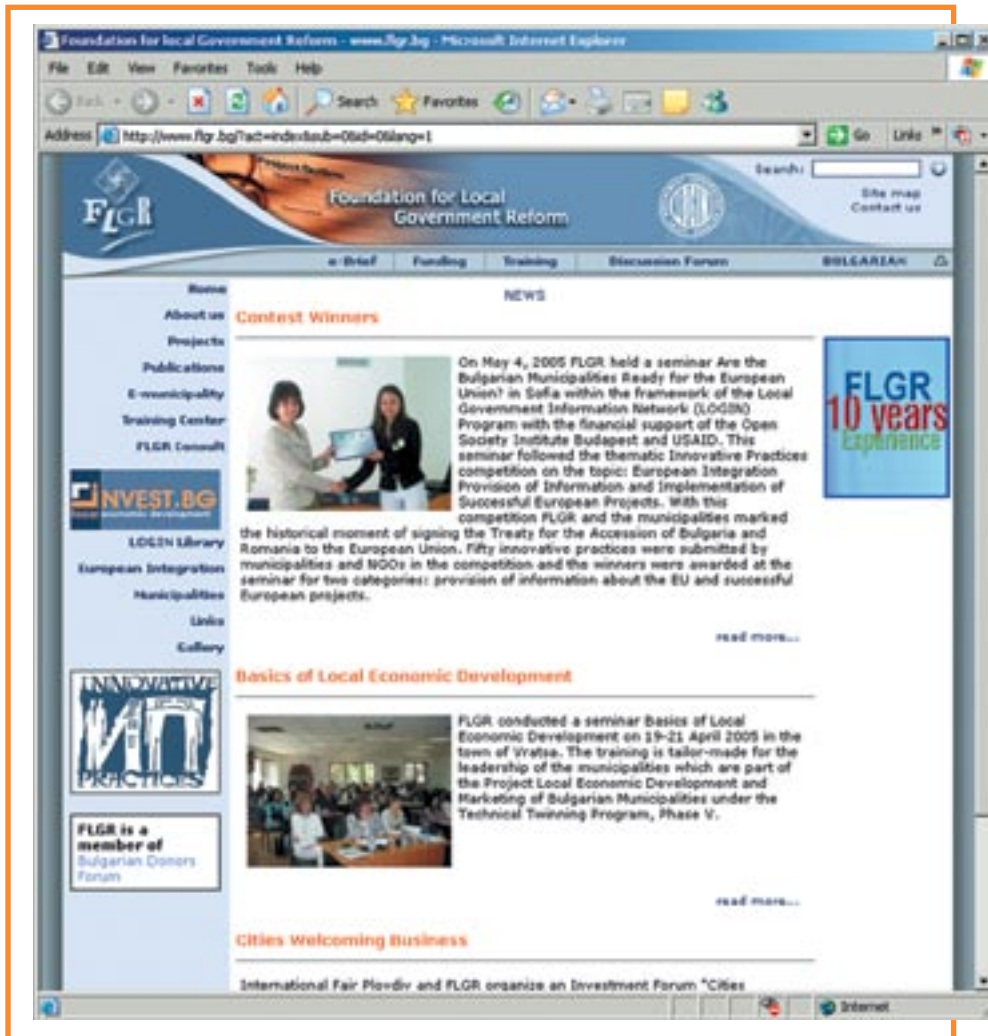 Foundation for local Government Reform - www.flgr.bg - Microsoft Internet Explorer
File Edit View Favorites Tools Help
Back Search Favorites
Address http://www.flgr.bg/?act=index&sub=0&id=0&lang=1 Go Links
FLGR
Foundation for Local
Government Reform
Search:
Site map
Contact us
e-Brief Funding Training Discussion Forum BULGARIAN
Home
About us
Projects
Publications
E-municipality
Training Center
FLGR Consult
INVEST.BG
LOGIN Library
European Integration
Municipalities
Links
Gallery
INNOVATIVE
PRACTICES
FLGR is a
member of
Bulgarian Donors
Forum
NEWS
Contest Winners
On May 4, 2005 FLGR held a seminar Are the
Bulgarian Municipalities Ready for the European
Union? in Sofia within the framework of the Local
Government Information Network (LOGIN)
Program with the financial support of the Open
Society Institute Budapest and USAID. This
seminar followed the thematic Innovative Practices
competition on the topic: European Integration
Provision of Information and Implementation of
Successful European Projects. With this
competition FLGR and the municipalities marked
the historical moment of signing the Treaty for the
Accession of Bulgaria and
Romania to the European Union. Fifty innovative practices were submitted by
municipalities and NGOs in the competition and the winners were awarded at the
seminar for two categories: provision of information about the EU and successful
European projects.
read more...
Basics of Local Economic Development
FLGR conducted a seminar Basics of Local
Economic Development on 19-21 April 2005 in the
town of Vratsa. The training is tailor-made for the
leadership of the municipalities which are part of
the Project Local Economic Development and
Marketing of Bulgarian Municipalities under the
Technical Twinning Program, Phase V.
read more...
Cities Welcoming Business
International Fair Plovdiv and FLGR organize an Investment Forum "Cities
FLGR
10 years
Experience
Internet